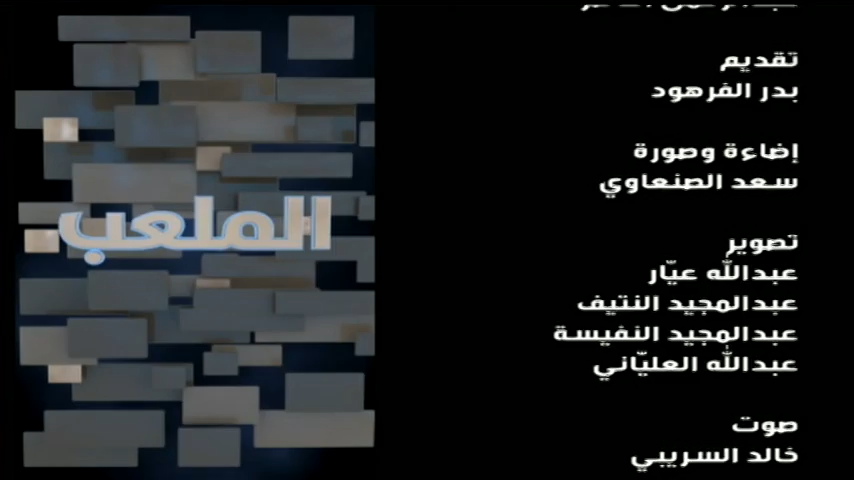 تقديم
بدر الفرهود
إضاءة وصورة
سعد الصنعاوي
الملعب
تصوير
عبدالله عيّار
عبدالمجيد النتيف
عبدالمجيد النفيسة
عبدالله العليّاني
صوت
خالد السريبي